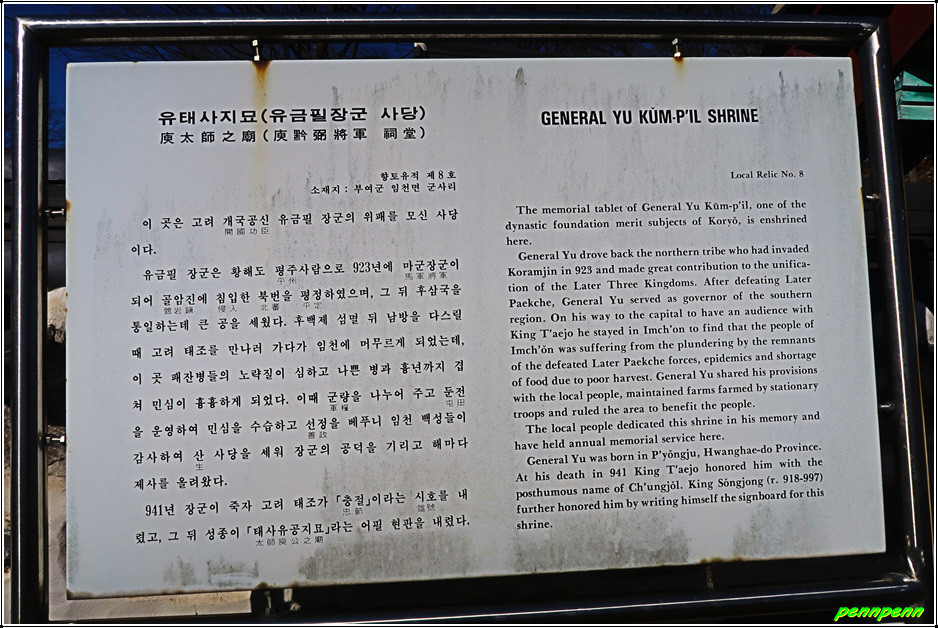 유태사지묘(유금필장군 사당)
庾太師之廟(庾黔弼將軍 祠堂)
향토유적 제8호
소재지 : 부여군 임천면 군사리
이 곳은 고려 개국공신 유금필 장군의 위패를 모신 사당
開國功臣
이다.
유금필 장군은 황해도 평주사람으로 923년에 마군장군이
平州 馬軍將軍
되어 골암진에 침입한 북번을 평정하였으며, 그 뒤 후삼국을
鶻岩鎭 侵入 北蕃 平定
통일하는데 큰 공을 세웠다. 후백제 섬멸 뒤 남방을 다스릴
때 고려 태조를 만나러 가다가 임천에 머무르게 되었는데,
이 곳 패잔병들의 노략질이 심하고 나쁜 병과 흉년까지 겹
쳐 민심이 흉흉하게 되었다. 이때 군량을 나누어 주고 둔전
軍糧 屯田
을 운영하여 민심을 수습하고 선정을 베푸니 임천 백성들이
善政
감사하여 산 사당을 세워 장군의 공덕을 기리고 해마다
生
제사를 올려왔다.
941년 장군이 죽자 고려 태조가 「충절」이라는 시호를 내
忠節 諡號
렸고, 그 뒤 성종이 「태사유공지묘」라는 어필 현판을 내렸다.
太師庾公之廟
GENERAL YU KŬM-P'IL SHRINE
Local Relic No. 8
The memorial tablet of General Yu Kŭm-p'il, one of the
dynastic foundation merit subjects of Koryŏ, is enshrined
here.
General Yu drove back the northern tribe who had invaded
Koramjin in 923 and made great contribution to the unifica-
tion of the Later Three Kingdoms. After defeating Later
Paekche, General Yu served as governor of the southern
region. On his way to the capital to have an audience with
King T'aejo he stayed in Imch'on to find that the people of
Imch'ŏn was suffering from the plundering by the remnants
of the defeated Later Paekche forces, epidemics and shortage
of food due to poor harvest. General Yu shared his provisions
with the local people, maintained farms farmed by stationary
troops and ruled the area to benefit the people.
The local people dedicated this shrine in his memory and
have held annual memorial service here.
General Yu was born in P'yŏngju, Hwanghae-do Province.
At his death in 941 King T'aejo honored him with the
posthumous name of Ch'ungjŏl. King Sŏngjong (r. 918-997)
further honored him by writing himself the signboard for this
shrine.
pennpenn